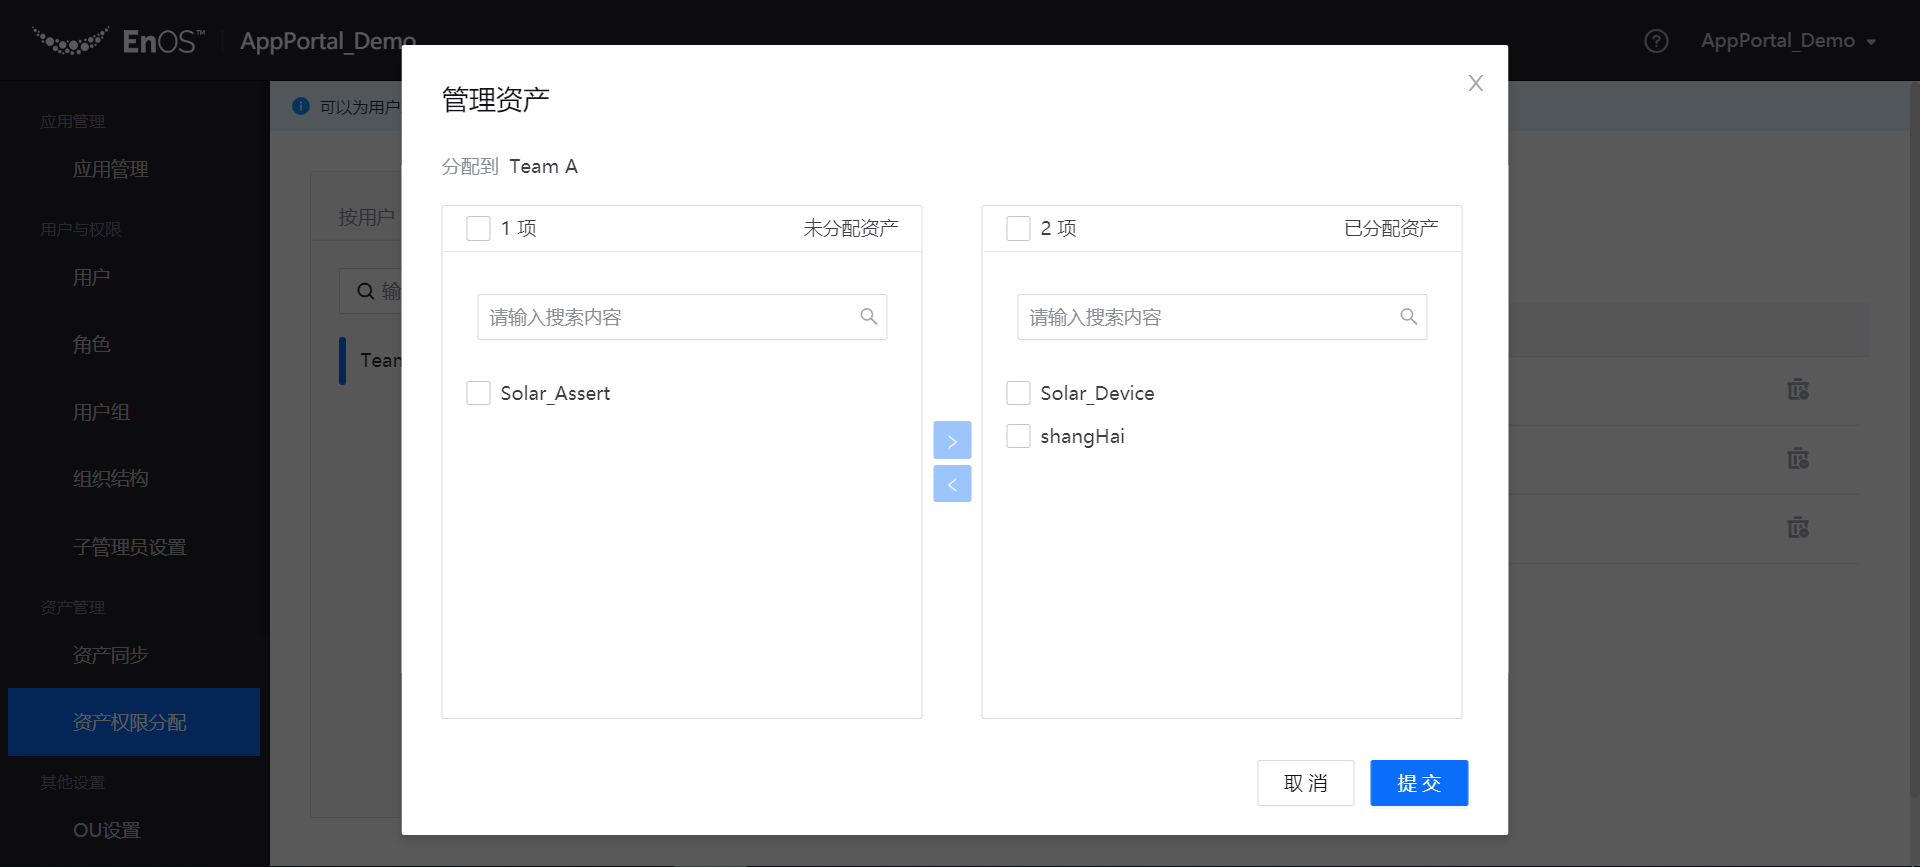 EnOS™ AppPortal_Demo
AppPortal_Demo
应用管理
应用管理
用户与权限
用户
角色
用户组
组织结构
子管理员设置
资产管理
资产同步
资产权限分配
其他设置
OU设置
可以为用户
按用户
输
Tean
管理资产
X
分配到 Team A
1 项 未分配资产
请输入搜索内容
Solar_Assert
>
<
2 项 已分配资产
请输入搜索内容
Solar_Device
shangHai
取 消
提 交